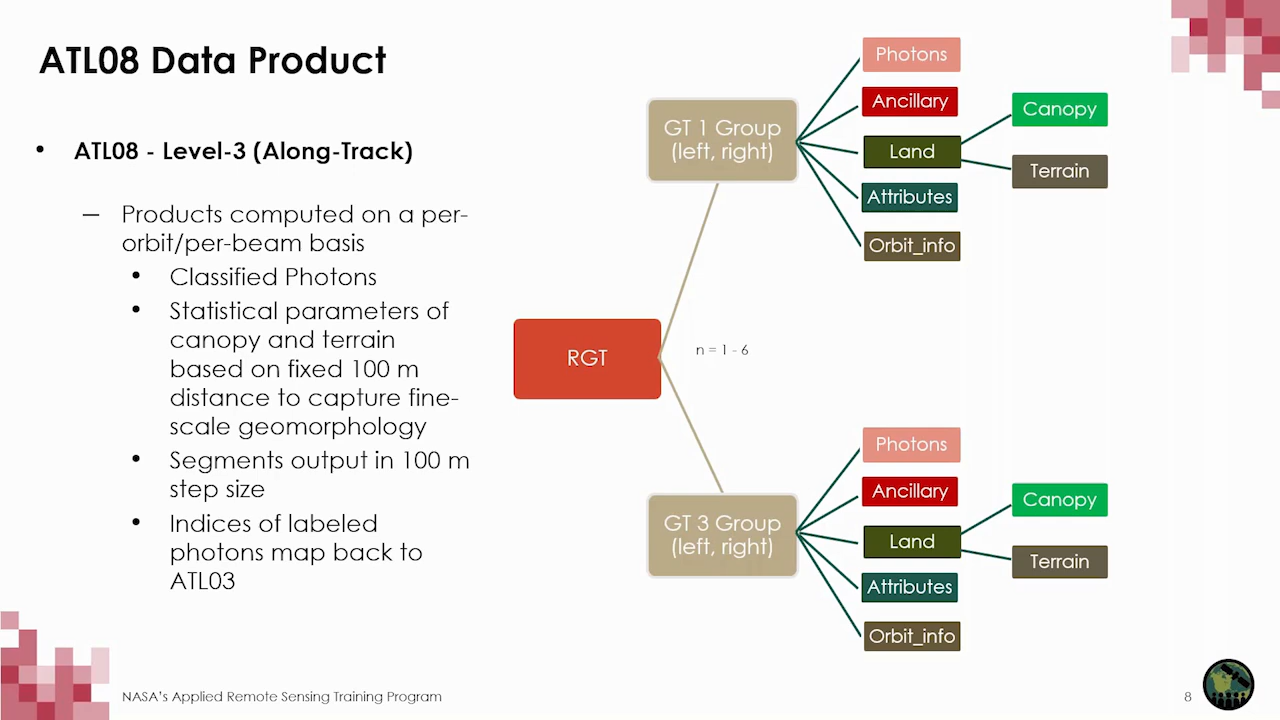 ATL08 Data Product
• ATL08 - Level-3 (Along-Track)
– Products computed on a per-
orbit/per-beam basis
• Classified Photons
• Statistical parameters of
canopy and terrain
based on fixed 100 m
distance to capture fine-
scale geomorphology
• Segments output in 100 m
step size
• Indices of labeled
photons map back to
ATL03
RGT
n = 1 - 6
GT 1 Group
(left, right)
Photons
Ancillary
Land
Attributes
Orbit_info
Canopy
Terrain
GT 3 Group
(left, right)
Photons
Ancillary
Land
Attributes
Orbit_info
Canopy
Terrain
NASA's Applied Remote Sensing Training Program
8